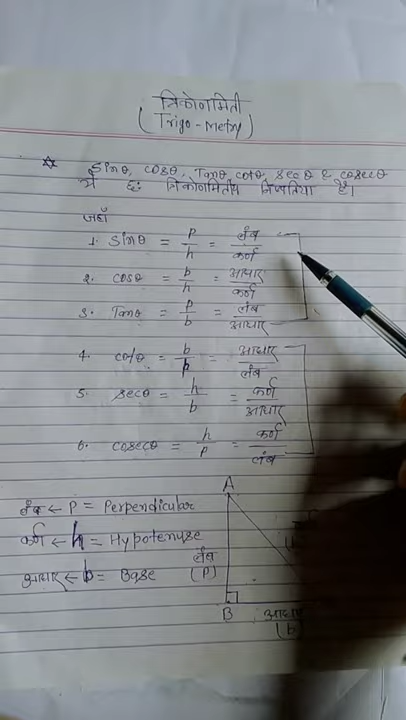 त्रिकोणमिती
(Trigo-Metry)
☆ Sinθ, cosθ, Tanθ, cotθ, secθ & cosecθ
ये छः त्रिकोणमितीय निष्पत्तिया है।
जहाँ
1. Sinθ = p/h = लंब/कर्ण
2. cosθ = b/h = आधार/कर्ण
3. Tanθ = p/b = लंब/आधार
4. cotθ = b/p = आधार/लंब
5. secθ = h/b = कर्ण/आधार
6. cosecθ = h/p = कर्ण/लंब
लंब ← P = Perpendicular
कर्ण ← h = Hypotenuse
आधार ← b = Base
A
लंब
(P)
B
आधार
(b)